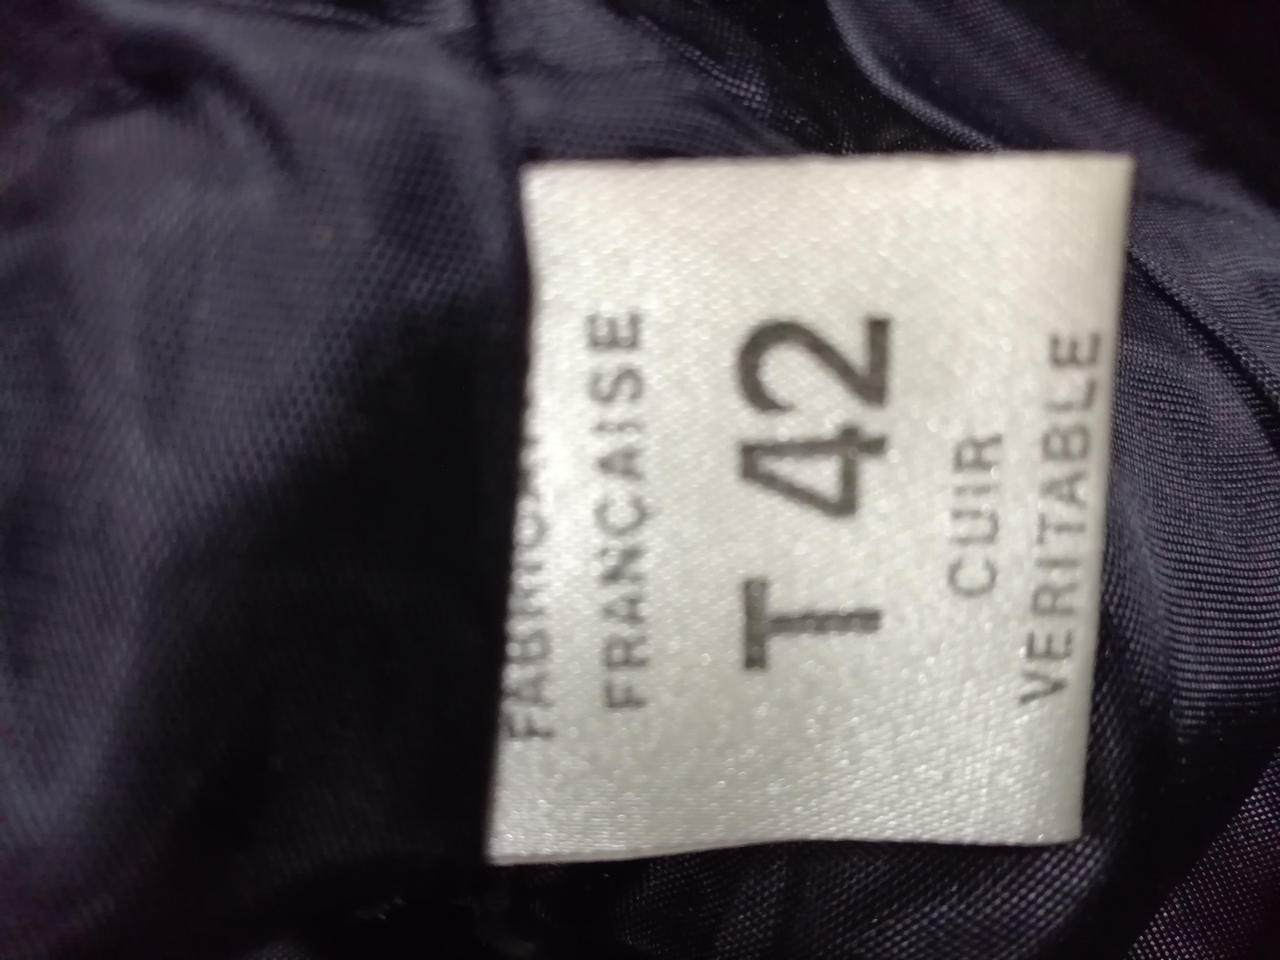 FRANCAISE
T 42
CUIR
VERITABLE